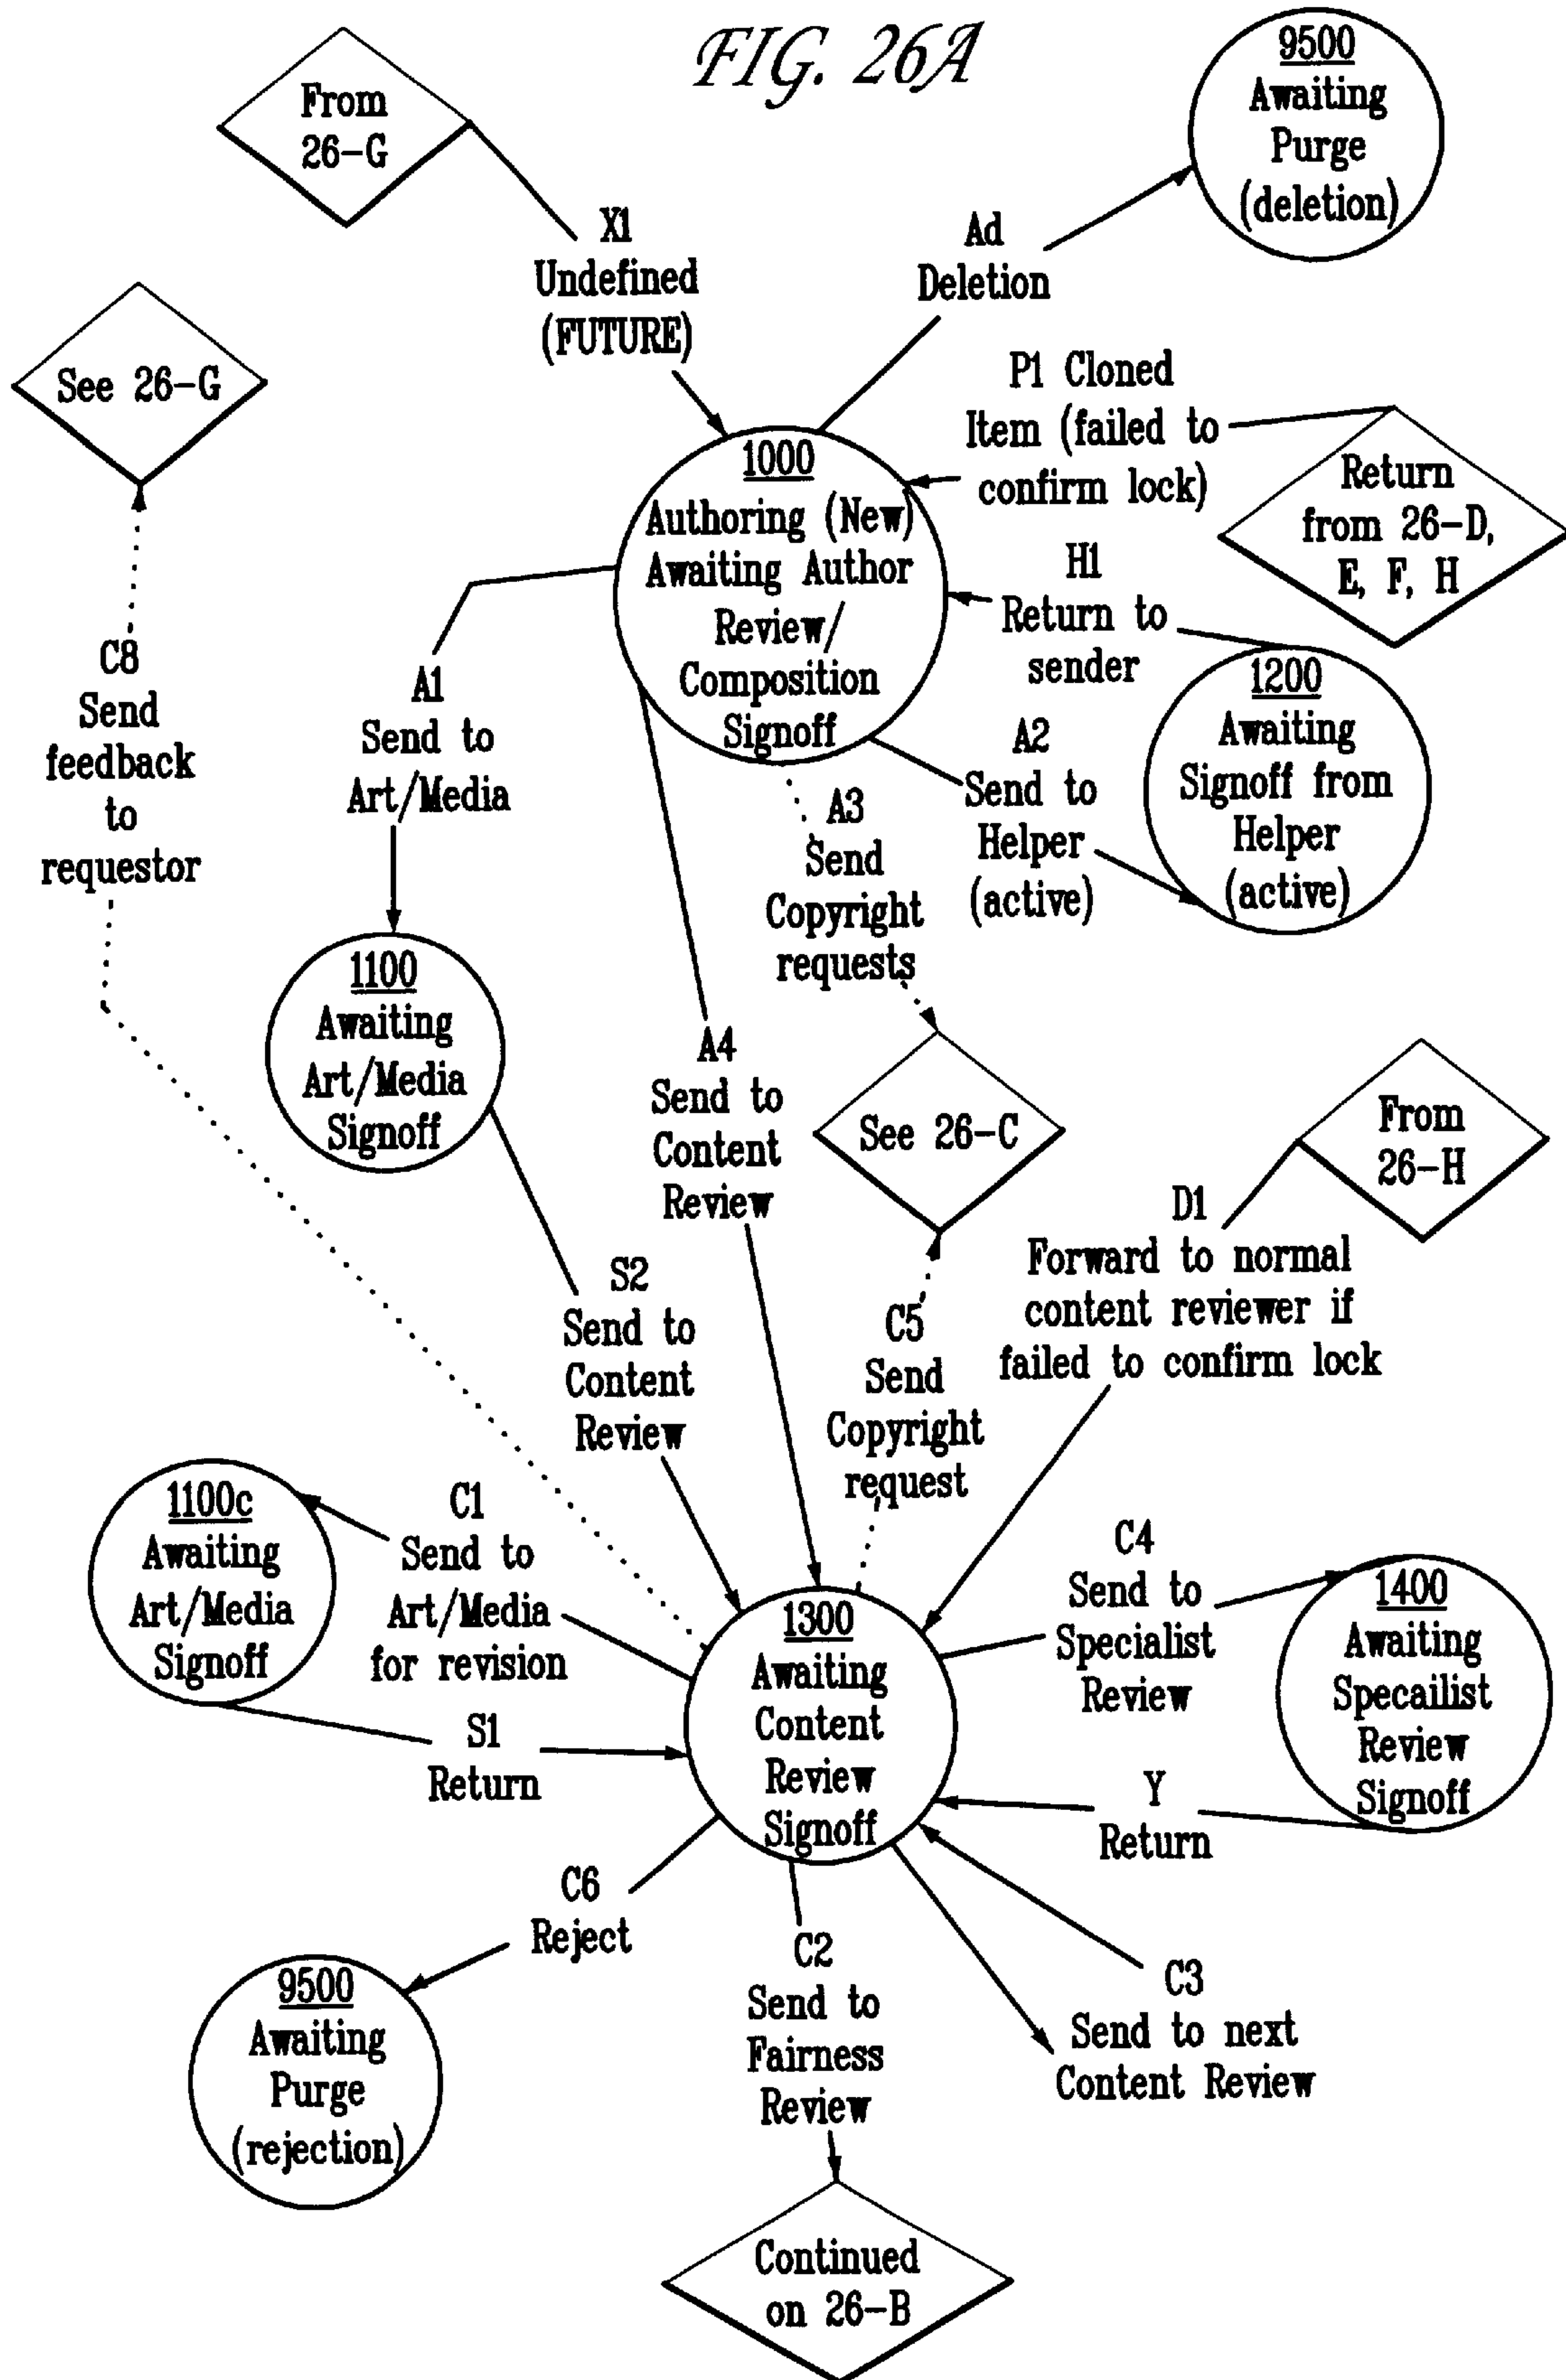 FIG. 26A
From
26-G
9500
Awaiting
Purge
(deletion)
X1
Undefined
(FUTURE)
Ad
Deletion
See 26-G
P1 Cloned
Item (failed to
confirm lock)
Return
from 26-D,
E, F, H
1000
Authoring (New)
Awaiting Author
Review/
Composition
Signoff
H1
Return to
sender
1200
Awaiting
Signoff from
Helper
(active)
C8
Send
feedback
to
requestor
A1
Send to
Art/Media
A2
Send to
Helper
(active)
A3
Send
Copyright
requests
1100
Awaiting
Art/Media
Signoff
A4
Send to
Content
Review
See 26-C
From
26-H
D1
Forward to normal
content reviewer if
failed to confirm lock
S2
Send to
Content
Review
C5
Send
Copyright
request
1100c
Awaiting
Art/Media
Signoff
C1
Send to
Art/Media
for revision
C4
Send to
Specialist
Review
1400
Awaiting
Specailist
Review
Signoff
1300
Awaiting
Content
Review
Signoff
S1
Return
Y
Return
C6
Reject
9500
Awaiting
Purge
(rejection)
C2
Send to
Fairness
Review
C3
Send to next
Content Review
Continued
on 26-B